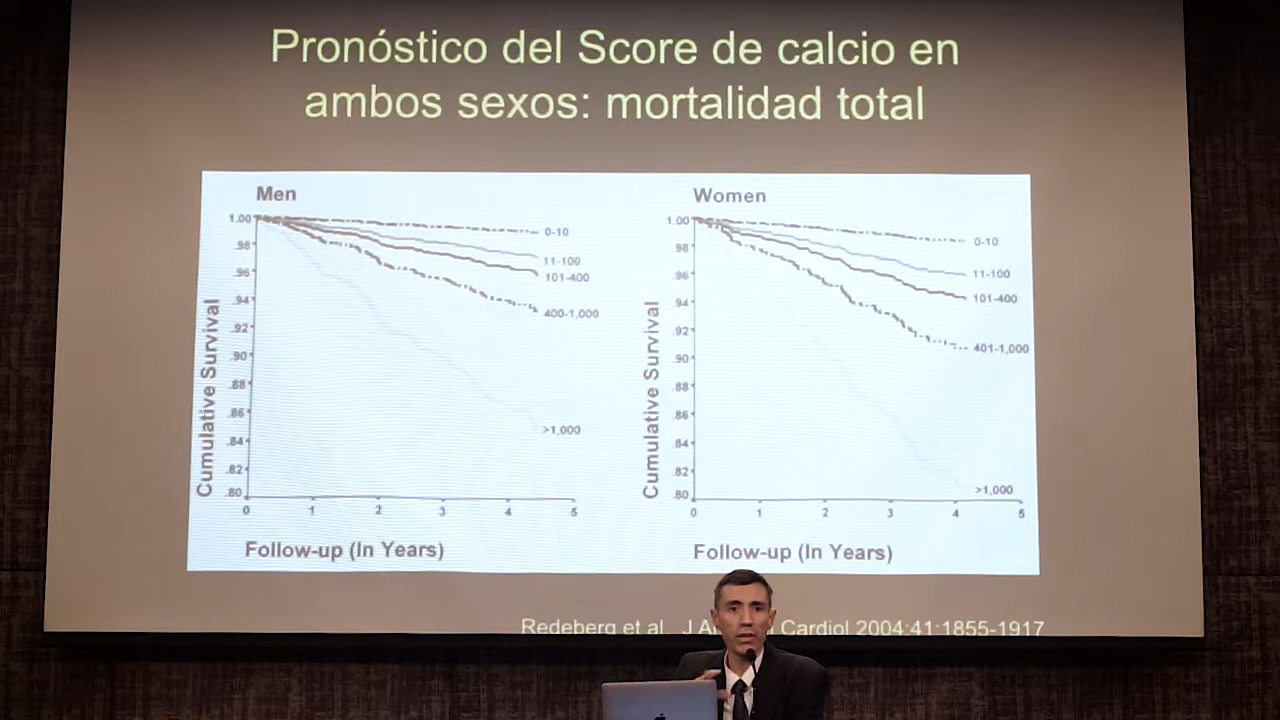 Pronóstico del Score de calcio en
ambos sexos: mortalidad total
Men
Cumulative Survival
1.00
.98
.96
.94
.92
.90
.88
.86
.84
.82
.80
0-10
11-100
101-400
400-1,000
>1,000
0 1 2 3 4 5
Follow-up (In Years)
Women
Cumulative Survival
1.00
98
96
94
.92
.90
.88
.86
84
.82
.80
0-10
11-100
101-400
401-1,000
>1,000
0 1 2 3 4 5
Follow-up (In Years)
Redeberg et al J A Cardiol 2004:41:1855-1917